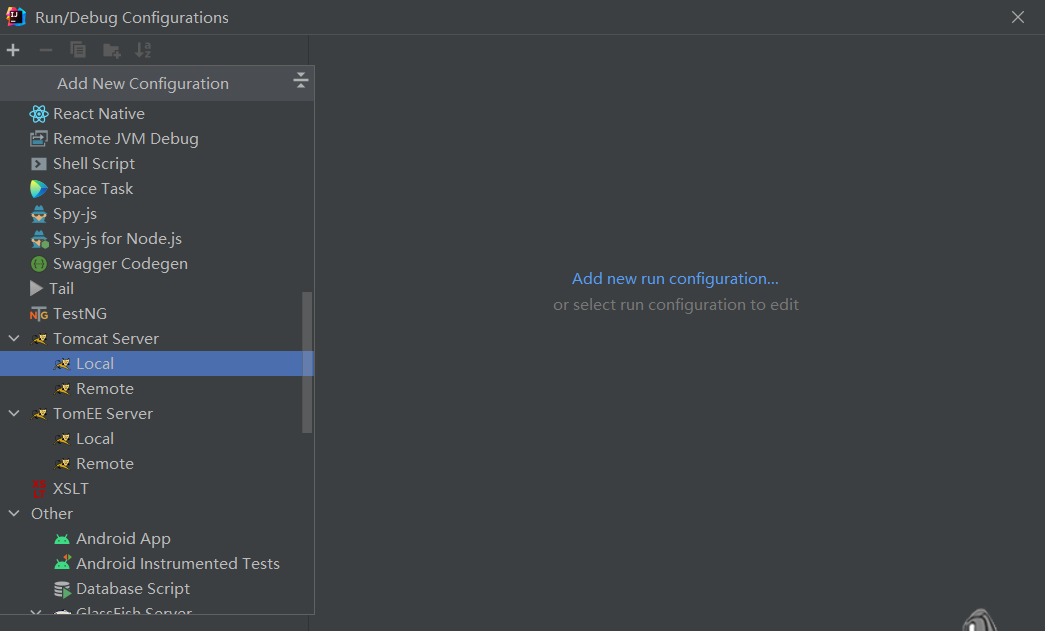 Run/Debug Configurations
Add New Configuration
React Native
Remote JVM Debug
Shell Script
Space Task
Spy-js
Spy-js for Node.js
Swagger Codegen
Tail
TestNG
Tomcat Server
Local
Remote
TomEE Server
Local
Remote
XSLT
Other
Android App
Android Instrumented Tests
Database Script
GlassFish Server
Add new run configuration...
or select run configuration to edit